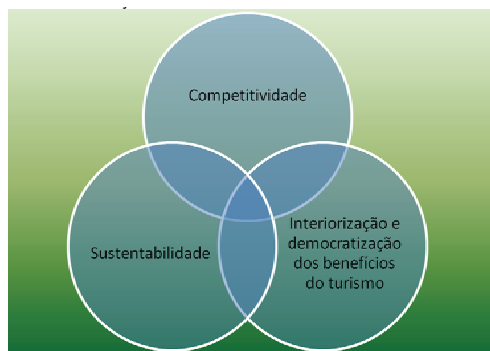 Competitividade
Sustentabilidade
Interiorização e
democratização
dos benefícios
do turismo